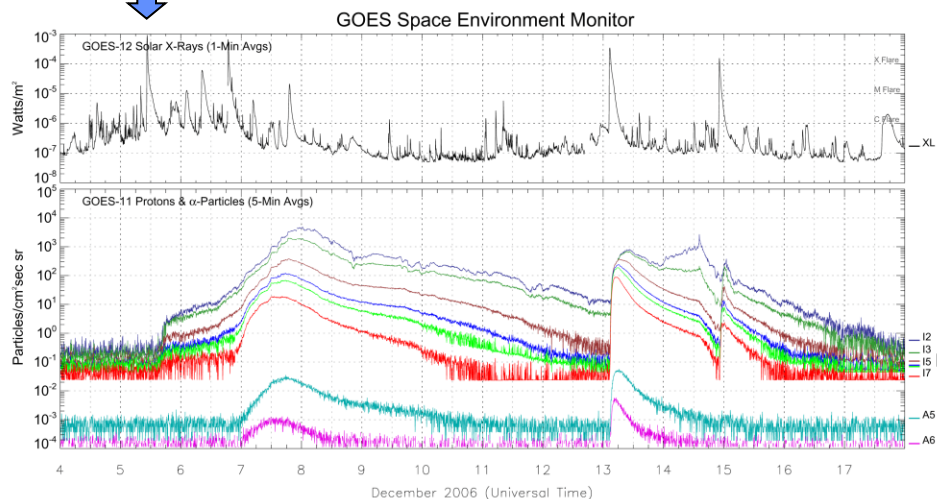 GOES Space Environment Monitor
GOES-12 Solar X-Rays (1-Min Avgs)
Watts/m²
10⁻³
10⁻⁴
10⁻⁵
10⁻⁶
10⁻⁷
10⁻⁸
X Flare
M Flare
C Flare
XL
GOES-11 Protons & α-Particles (5-Min Avgs)
Particles/cm²sec sr
10⁵
10⁴
10³
10²
10¹
10⁰
10⁻¹
10⁻²
10⁻³
10⁻⁴
I2
I3
I5
I7
A5
A6
4 5 6 7 8 9 10 11 12 13 14 15 16 17
December 2006 (Universal Time)